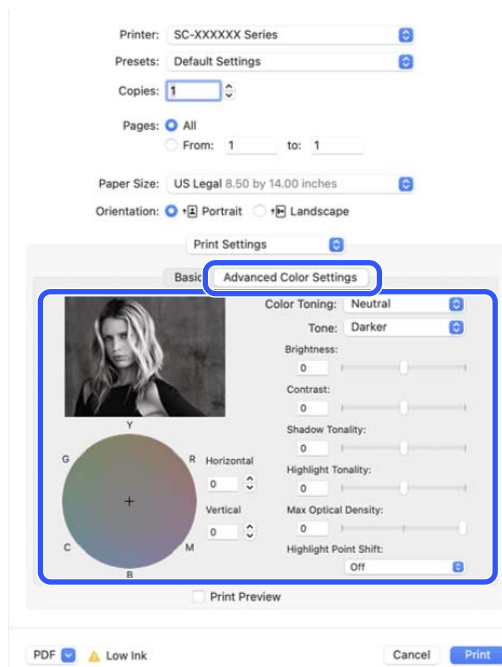 Printer: SC-XXXXXX Series
Presets: Default Settings
Copies: 1
Pages: All
From: 1 to: 1
Paper Size: US Legal 8.50 by 14.00 inches
Orientation: Portrait Landscape
Print Settings
Basic Advanced Color Settings
Color Toning: Neutral
Tone: Darker
Brightness:
0
Contrast:
0
Shadow Tonality:
0
Highlight Tonality:
0
Max Optical Density:
0
Highlight Point Shift:
Off
Y
G R
C M
B
Horizontal
0
Vertical
0
Print Preview
PDF Low Ink Cancel Print